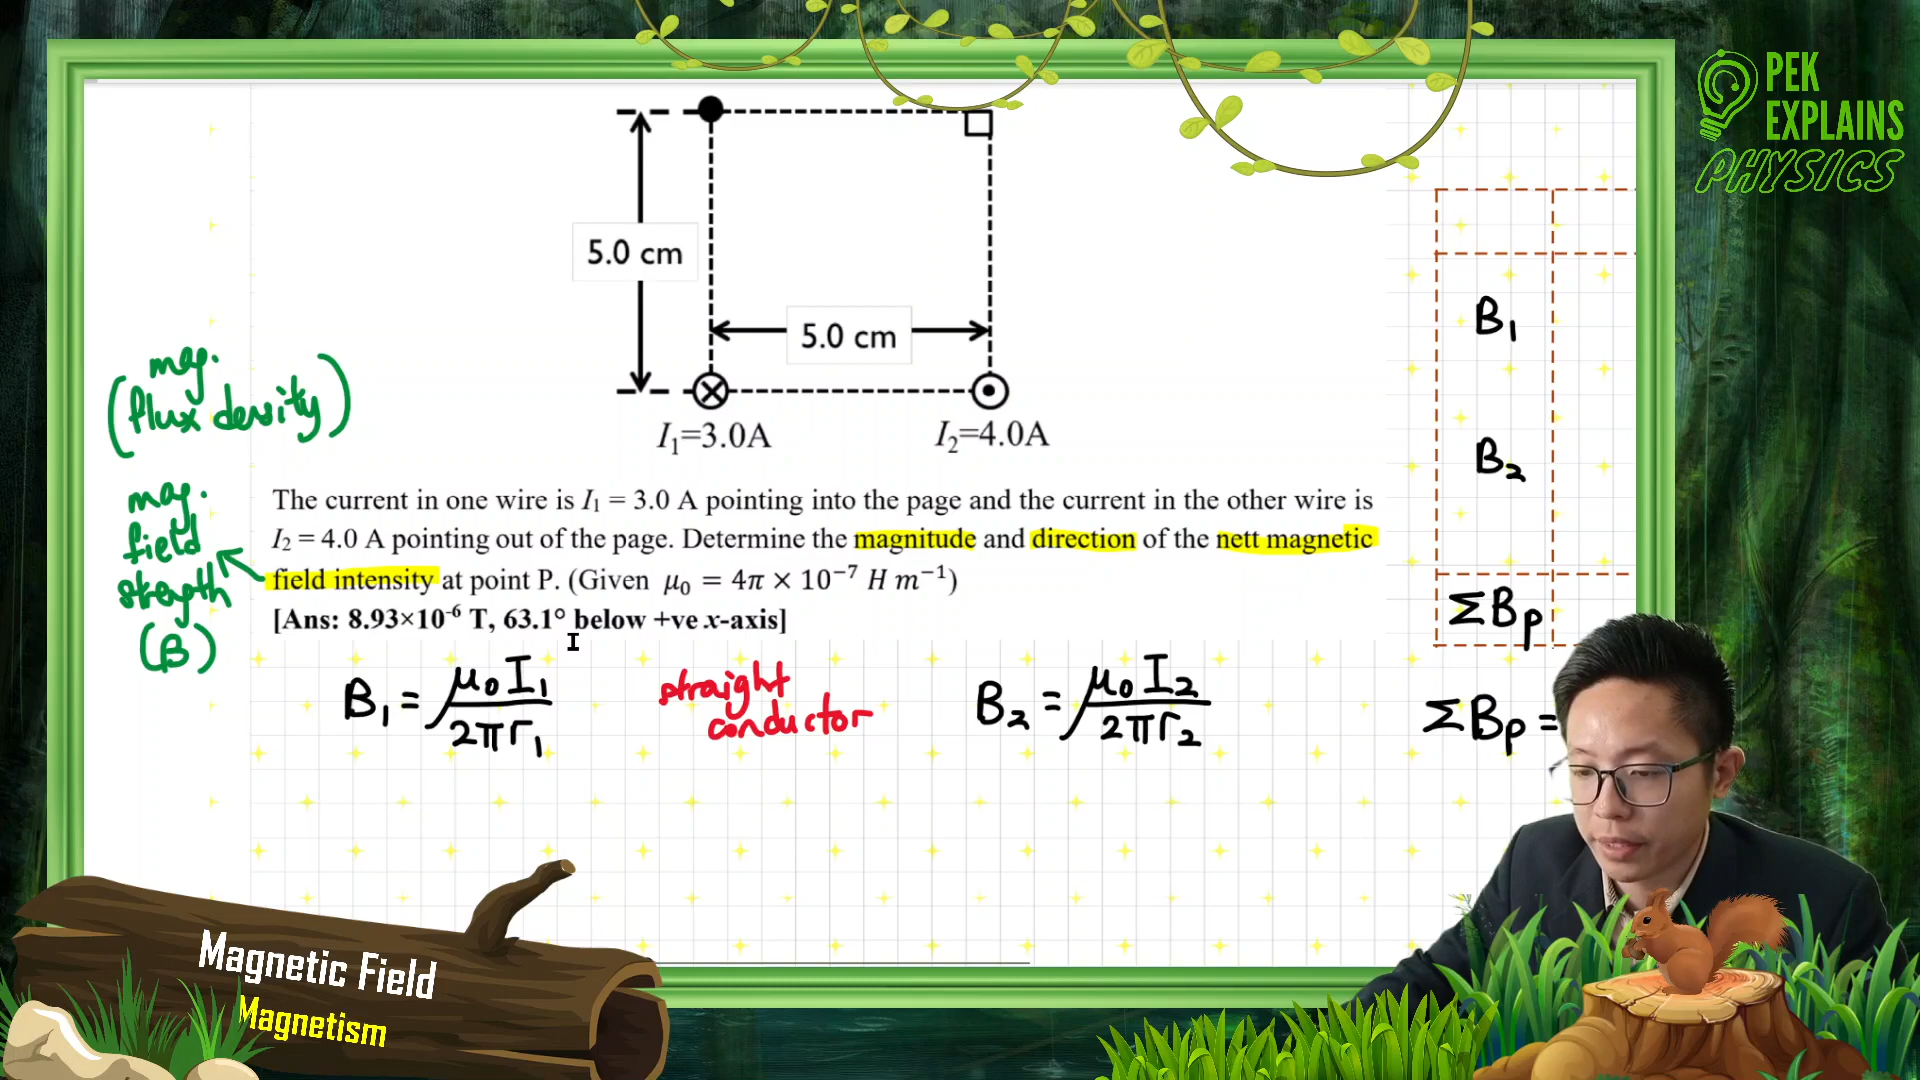 PEK
EXPLAINS
PHYSICS
5.0 cm
5.0 cm
I₁=3.0A
I₂=4.0A
mag.
(flux density)
mag.
field
strength
(B)
The current in one wire is I₁ = 3.0 A pointing into the page and the current in the other wire is
I₂ = 4.0 A pointing out of the page. Determine the magnitude and direction of the nett magnetic
field intensity at point P. (Given μ₀ = 4π × 10⁻⁷ H m⁻¹)
[Ans: 8.93×10⁻⁶ T, 63.1° below +ve x-axis]
B₁
B₂
ΣBp
B₁ = μ₀I₁/2πr₁
straight
conductor
B₂ = μ₀I₂/2πr₂
ΣBp =
Magnetic Field
Magnetism